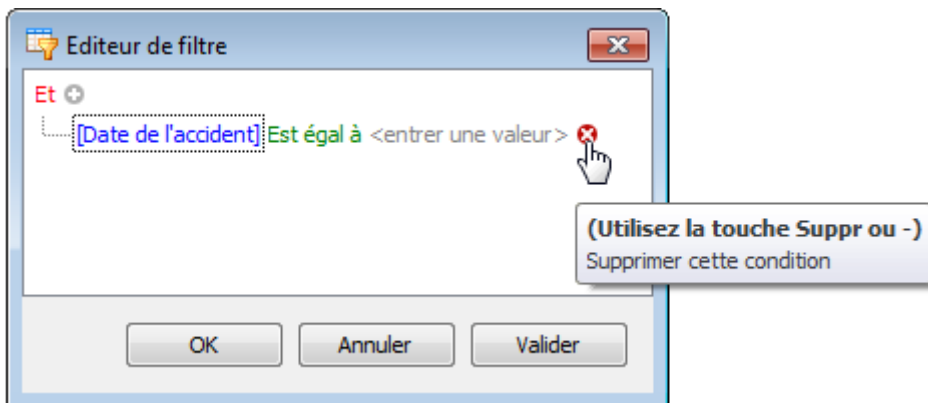 Editeur de filtre
Et
[Date de l'accident] Est égal à <entrer une valeur>
(Utilisez la touche Suppr ou -)
Supprimer cette condition
OK Annuler Valider